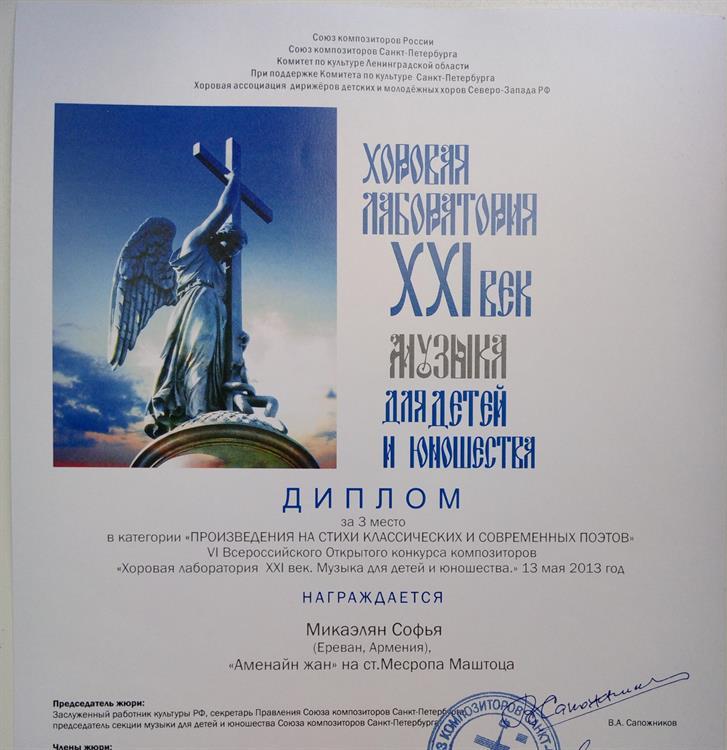 Союз композиторов России
Союз композиторов Санкт-Петербурга
Комитет по культуре Ленинградской области
При поддержке Комитета по культуре Санкт-Петербурга
Хоровая ассоциация дирижёров детских и молодёжных хоров Северо-Запада РФ
ХОРОВАЯ
ЛАБОРАТОРИЯ
XXI ВЕК
МУЗЫКА
ДЛЯ ДЕТЕЙ
И ЮНОШЕСТВА
ДИПЛОМ
за 3 место
в категории «ПРОИЗВЕДЕНИЯ НА СТИХИ КЛАССИЧЕСКИХ И СОВРЕМЕННЫХ ПОЭТОВ»
VI Всероссийского Открытого конкурса композиторов
«Хоровая лаборатория XXI век. Музыка для детей и юношества.» 13 мая 2013 год
НАГРАЖДАЕТСЯ
Микаэлян Софья
(Ереван, Армения),
«Аменайн жан» на ст.Месропа Маштоца
Председатель жюри:
Заслуженный работник культуры РФ, секретарь Правления Союза композиторов Санкт-Петербурга,
председатель секции музыки для детей и юношества Союза композиторов Санкт-Петербурга
В.А. Сапожников
Члены жюри: